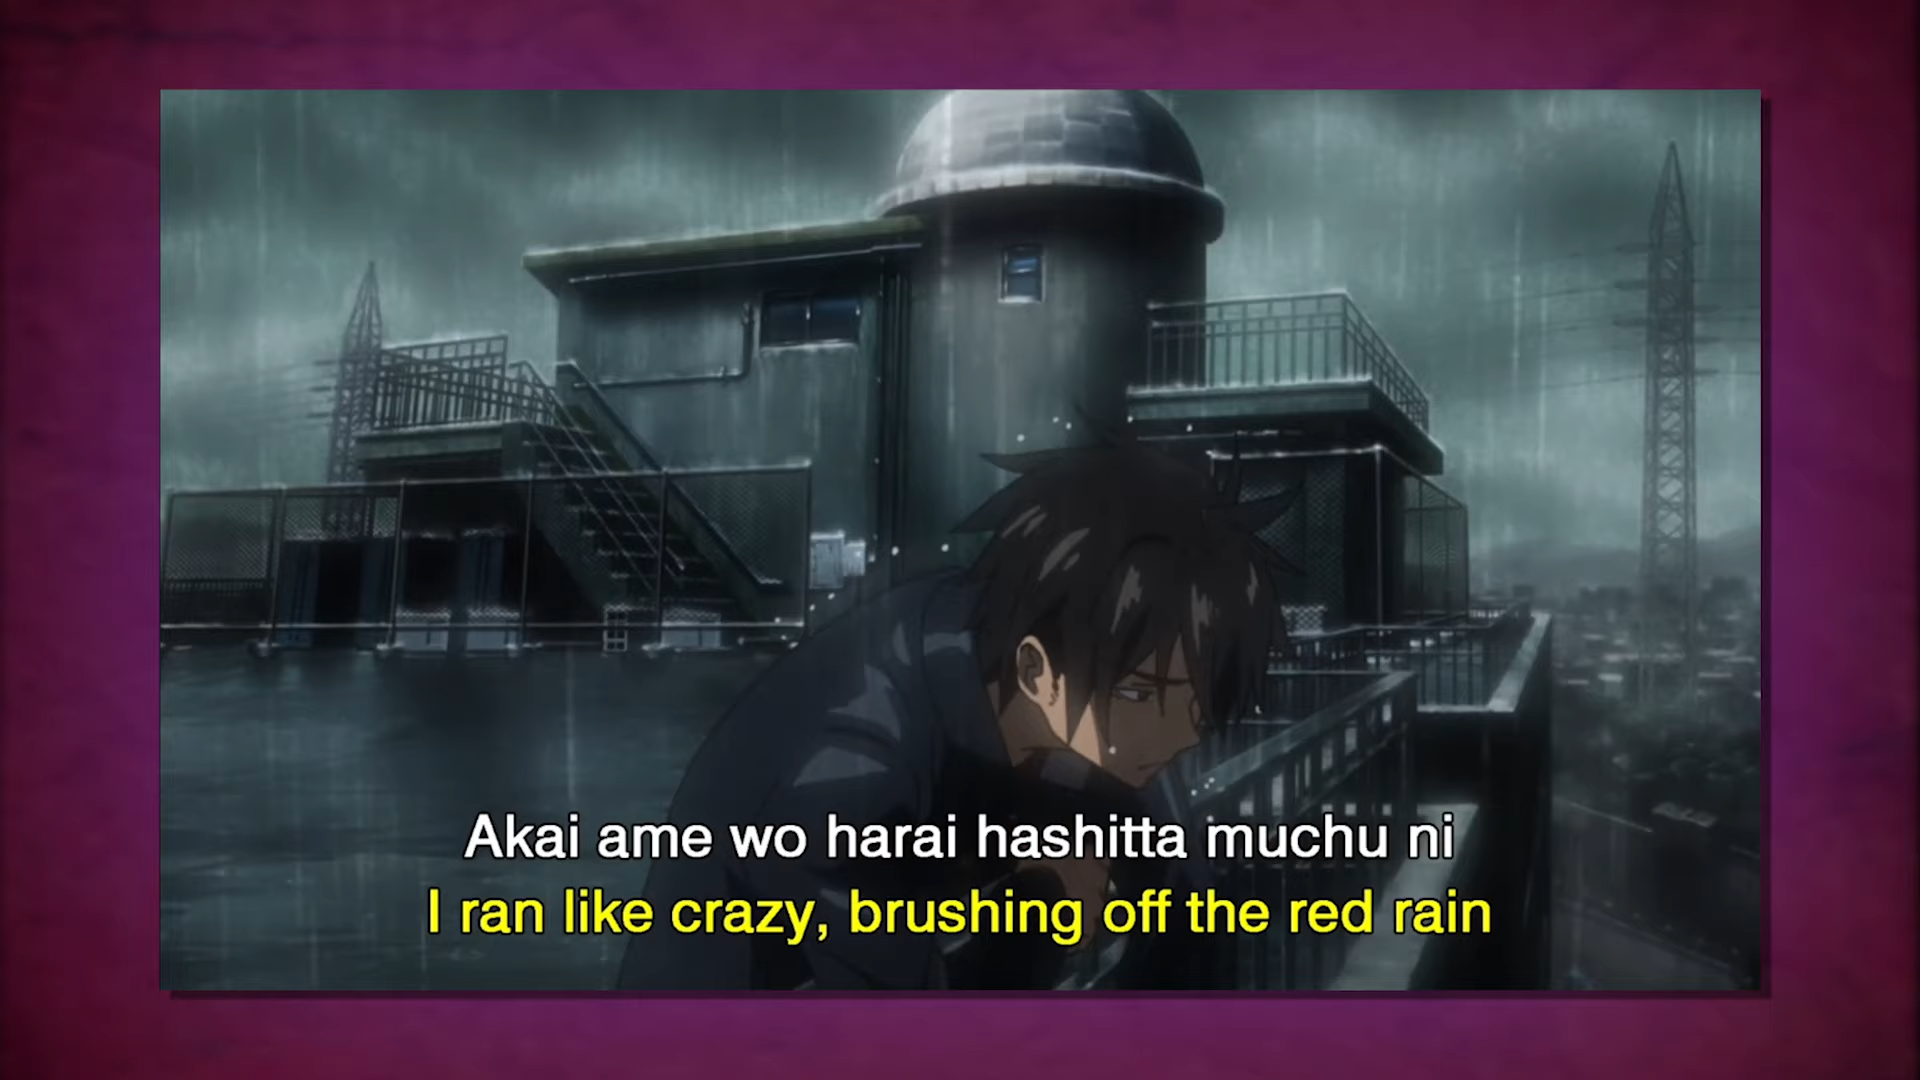 Akai ame wo harai hashitta muchu ni
I ran like crazy, brushing off the red rain